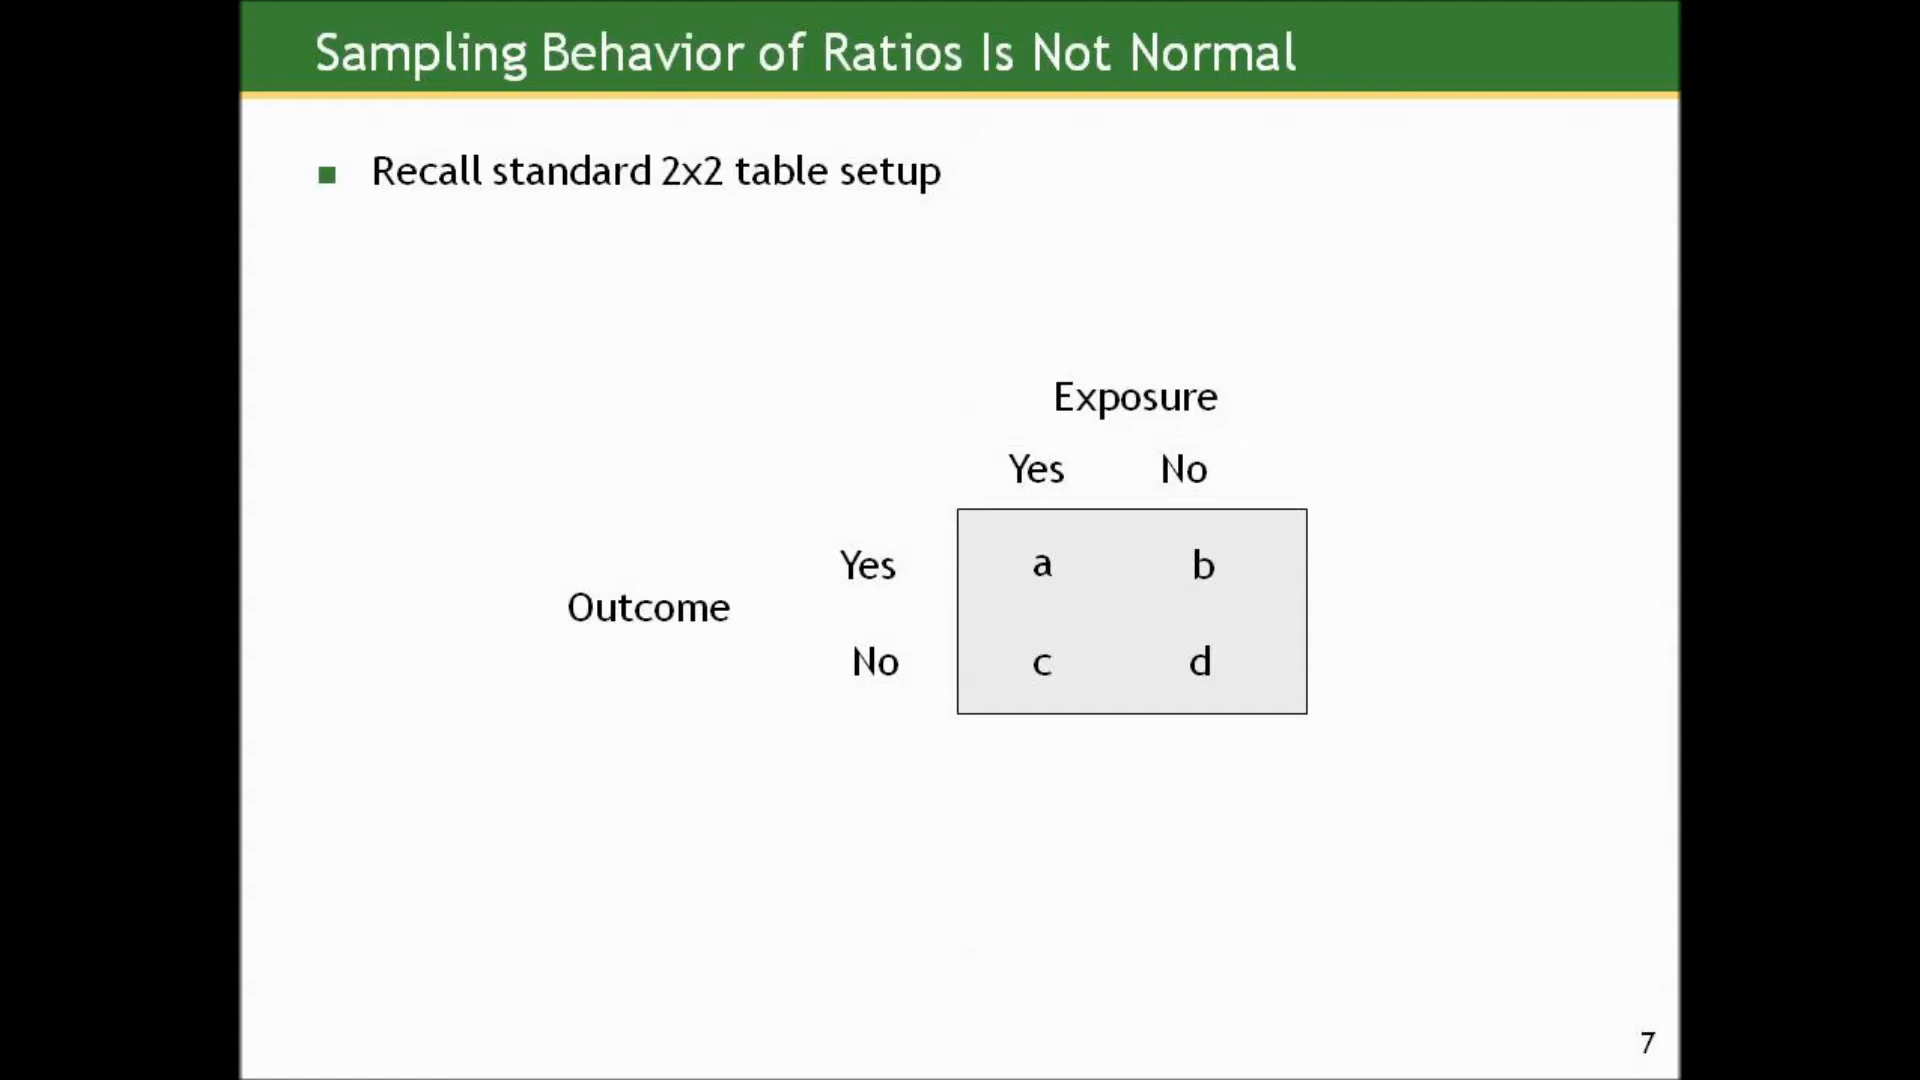 Sampling Behavior of Ratios Is Not Normal
Recall standard 2x2 table setup
Exposure
Yes No
Yes a b
Outcome
No c d
7